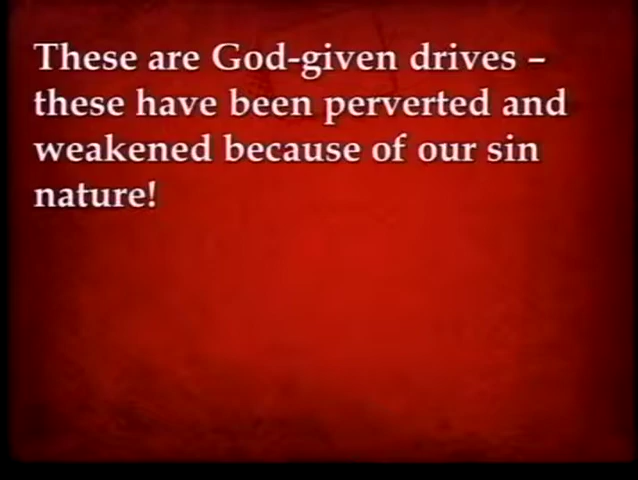 These are God-given drives –
these have been perverted and
weakened because of our sin
nature!